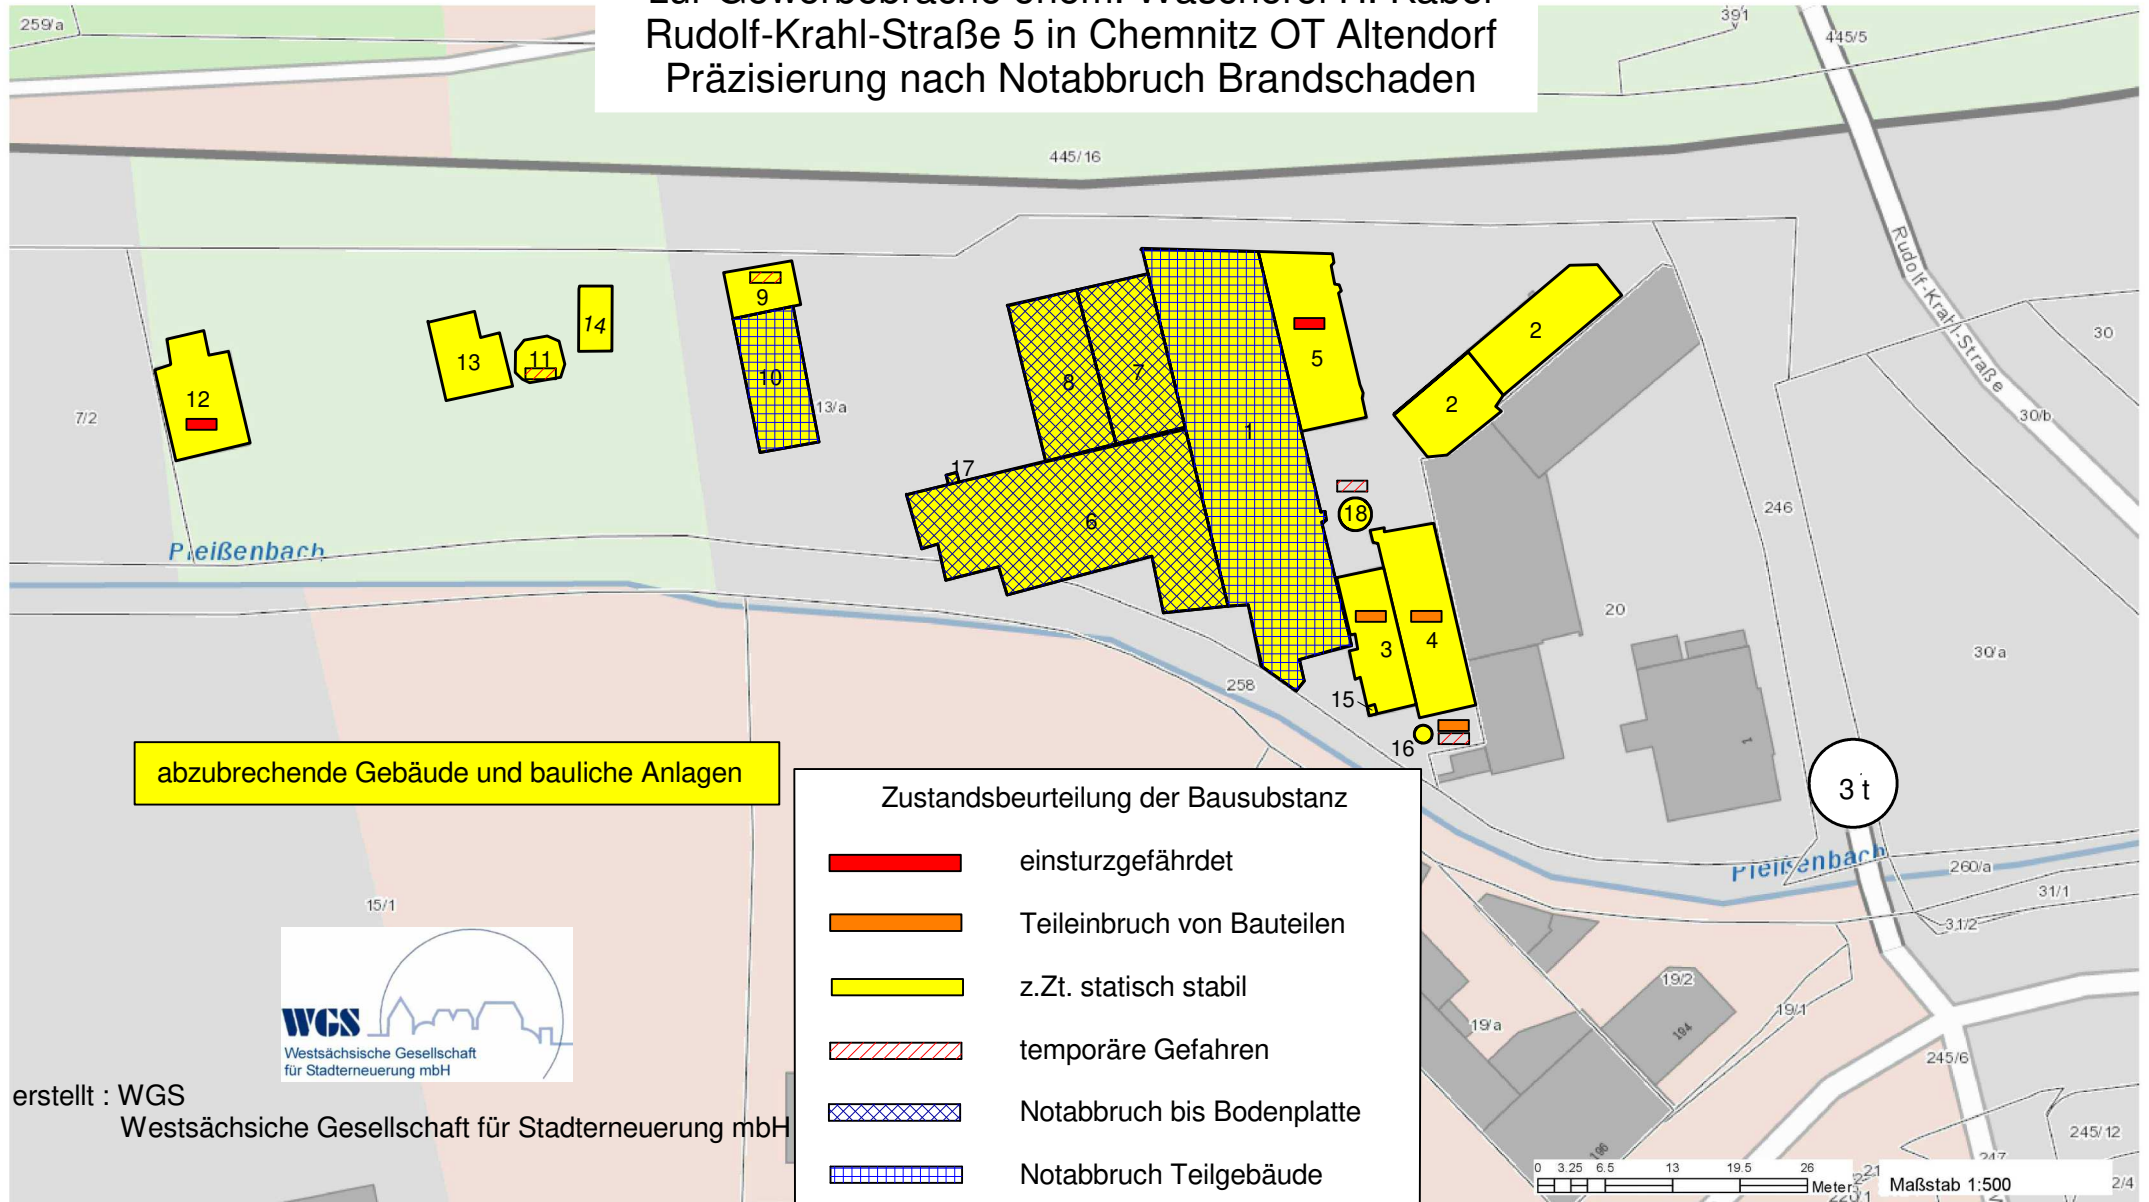 Rudolf-Krahl-Straße 5 in Chemnitz OT Altendorf
Präzisierung nach Notabbruch Brandschaden
259/a
391
445/5
445/16
Rudolf-Krahl-Straße
30
30/b
7/2
13/a
12
13
11
14
9
10
8
7
1
5
2
2
17
6
18
3
4
15
16
246
20
30/a
258
1
Pleißenbach
3 t
Pleißenbach
260/a
31/1
31/2
15/1
19/2
19/1
19/a
194
196
245/6
245/12
247
2/4
abzubrechende Gebäude und bauliche Anlagen
Zustandsbeurteilung der Bausubstanz
einsturzgefährdet
Teileinbruch von Bauteilen
z.Zt. statisch stabil
temporäre Gefahren
Notabbruch bis Bodenplatte
Notabbruch Teilgebäude
WGS
Westsächsische Gesellschaft
für Stadterneuerung mbH
erstellt : WGS
Westsächsiche Gesellschaft für Stadterneuerung mbH
0 3.25 6.5 13 19.5 26
Meter
Maßstab 1:500